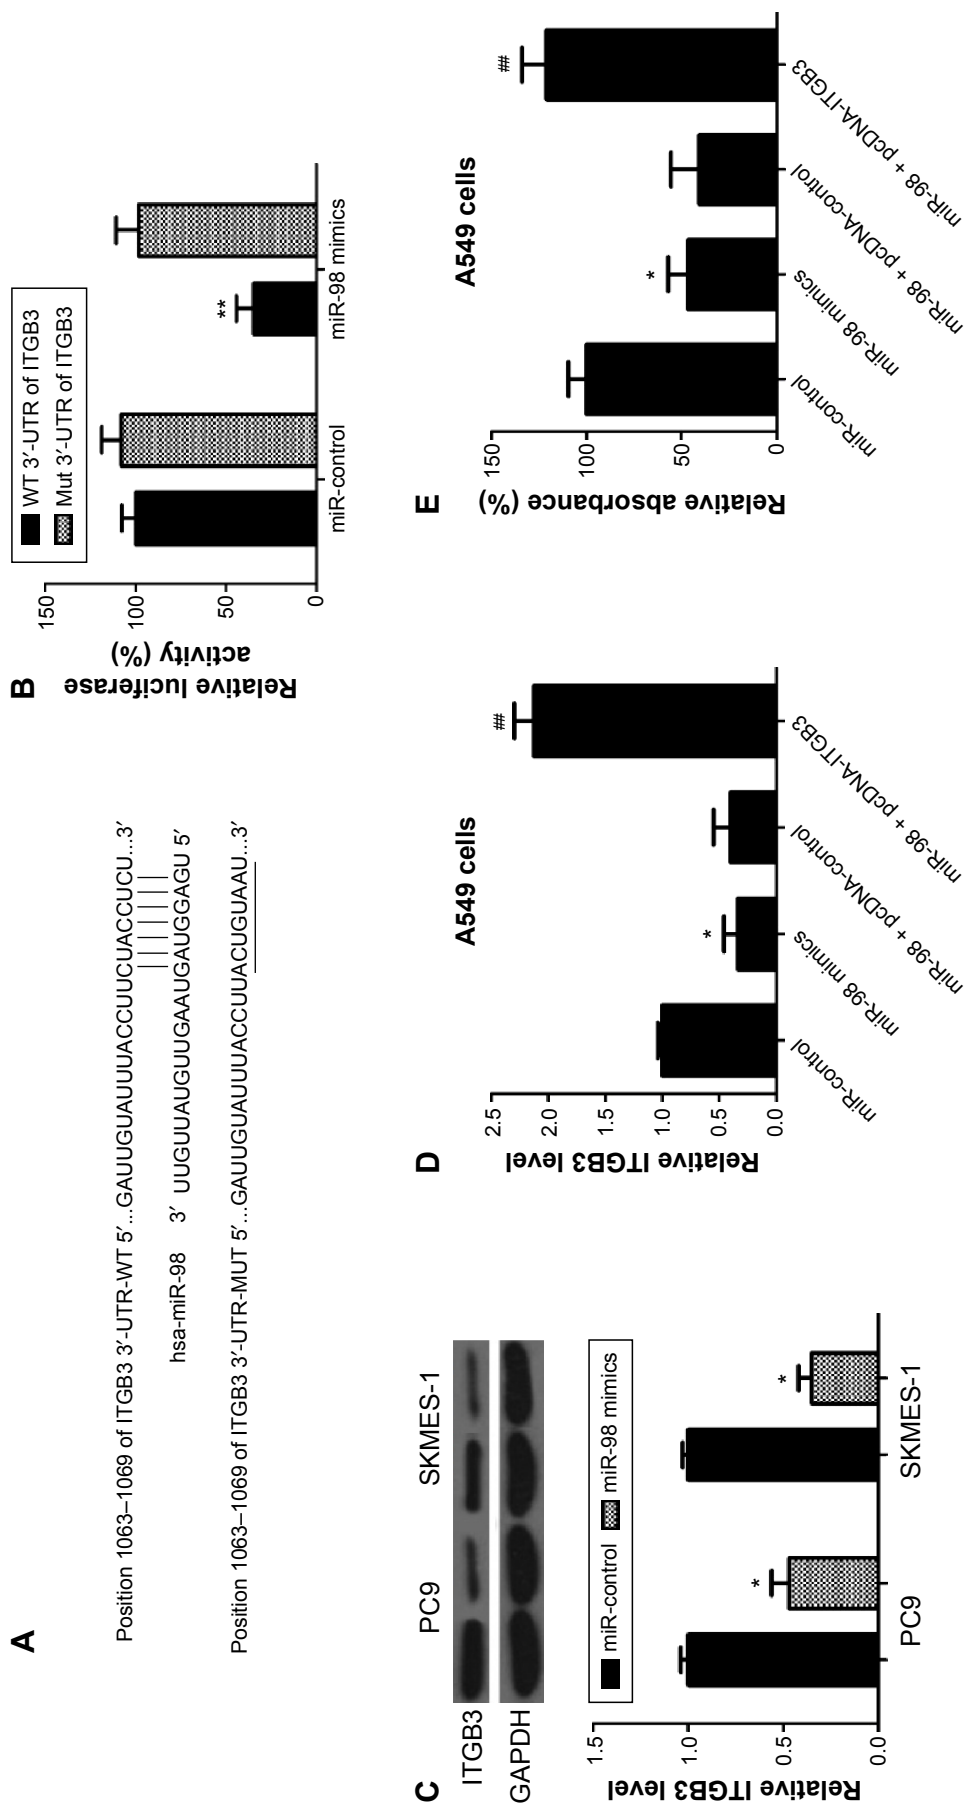 A
Position 1063–1069 of ITGB3 3′-UTR-WT 5′...GAUUGUAUUUUACCUUCUACCUCU...3′
hsa-miR-98 3′ UUGUUAUGUUGAAUGAUGGAGU 5′
Position 1063–1069 of ITGB3 3′-UTR-MUT 5′...GAUUGUAUUUUACCUUACUGUAAU...3′
B
WT 3′-UTR of ITGB3
Mut 3′-UTR of ITGB3
Relative luciferase
activity (%)
150
100
50
0
**
miR-control
miR-98 mimics
C
PC9
SKMES-1
ITGB3
GAPDH
miR-control
miR-98 mimics
Relative ITGB3 level
1.5
1.0
0.5
0.0
*
*
PC9
SKMES-1
D
A549 cells
Relative ITGB3 level
2.5
2.0
1.5
1.0
0.5
0.0
*
##
miR-control
miR-98 mimics
miR-98 + pcDNA-control
miR-98 + pcDNA-ITGB3
E
A549 cells
Relative absorbance (%)
150
100
50
0
*
##
miR-control
miR-98 mimics
miR-98 + pcDNA-control
miR-98 + pcDNA-ITGB3